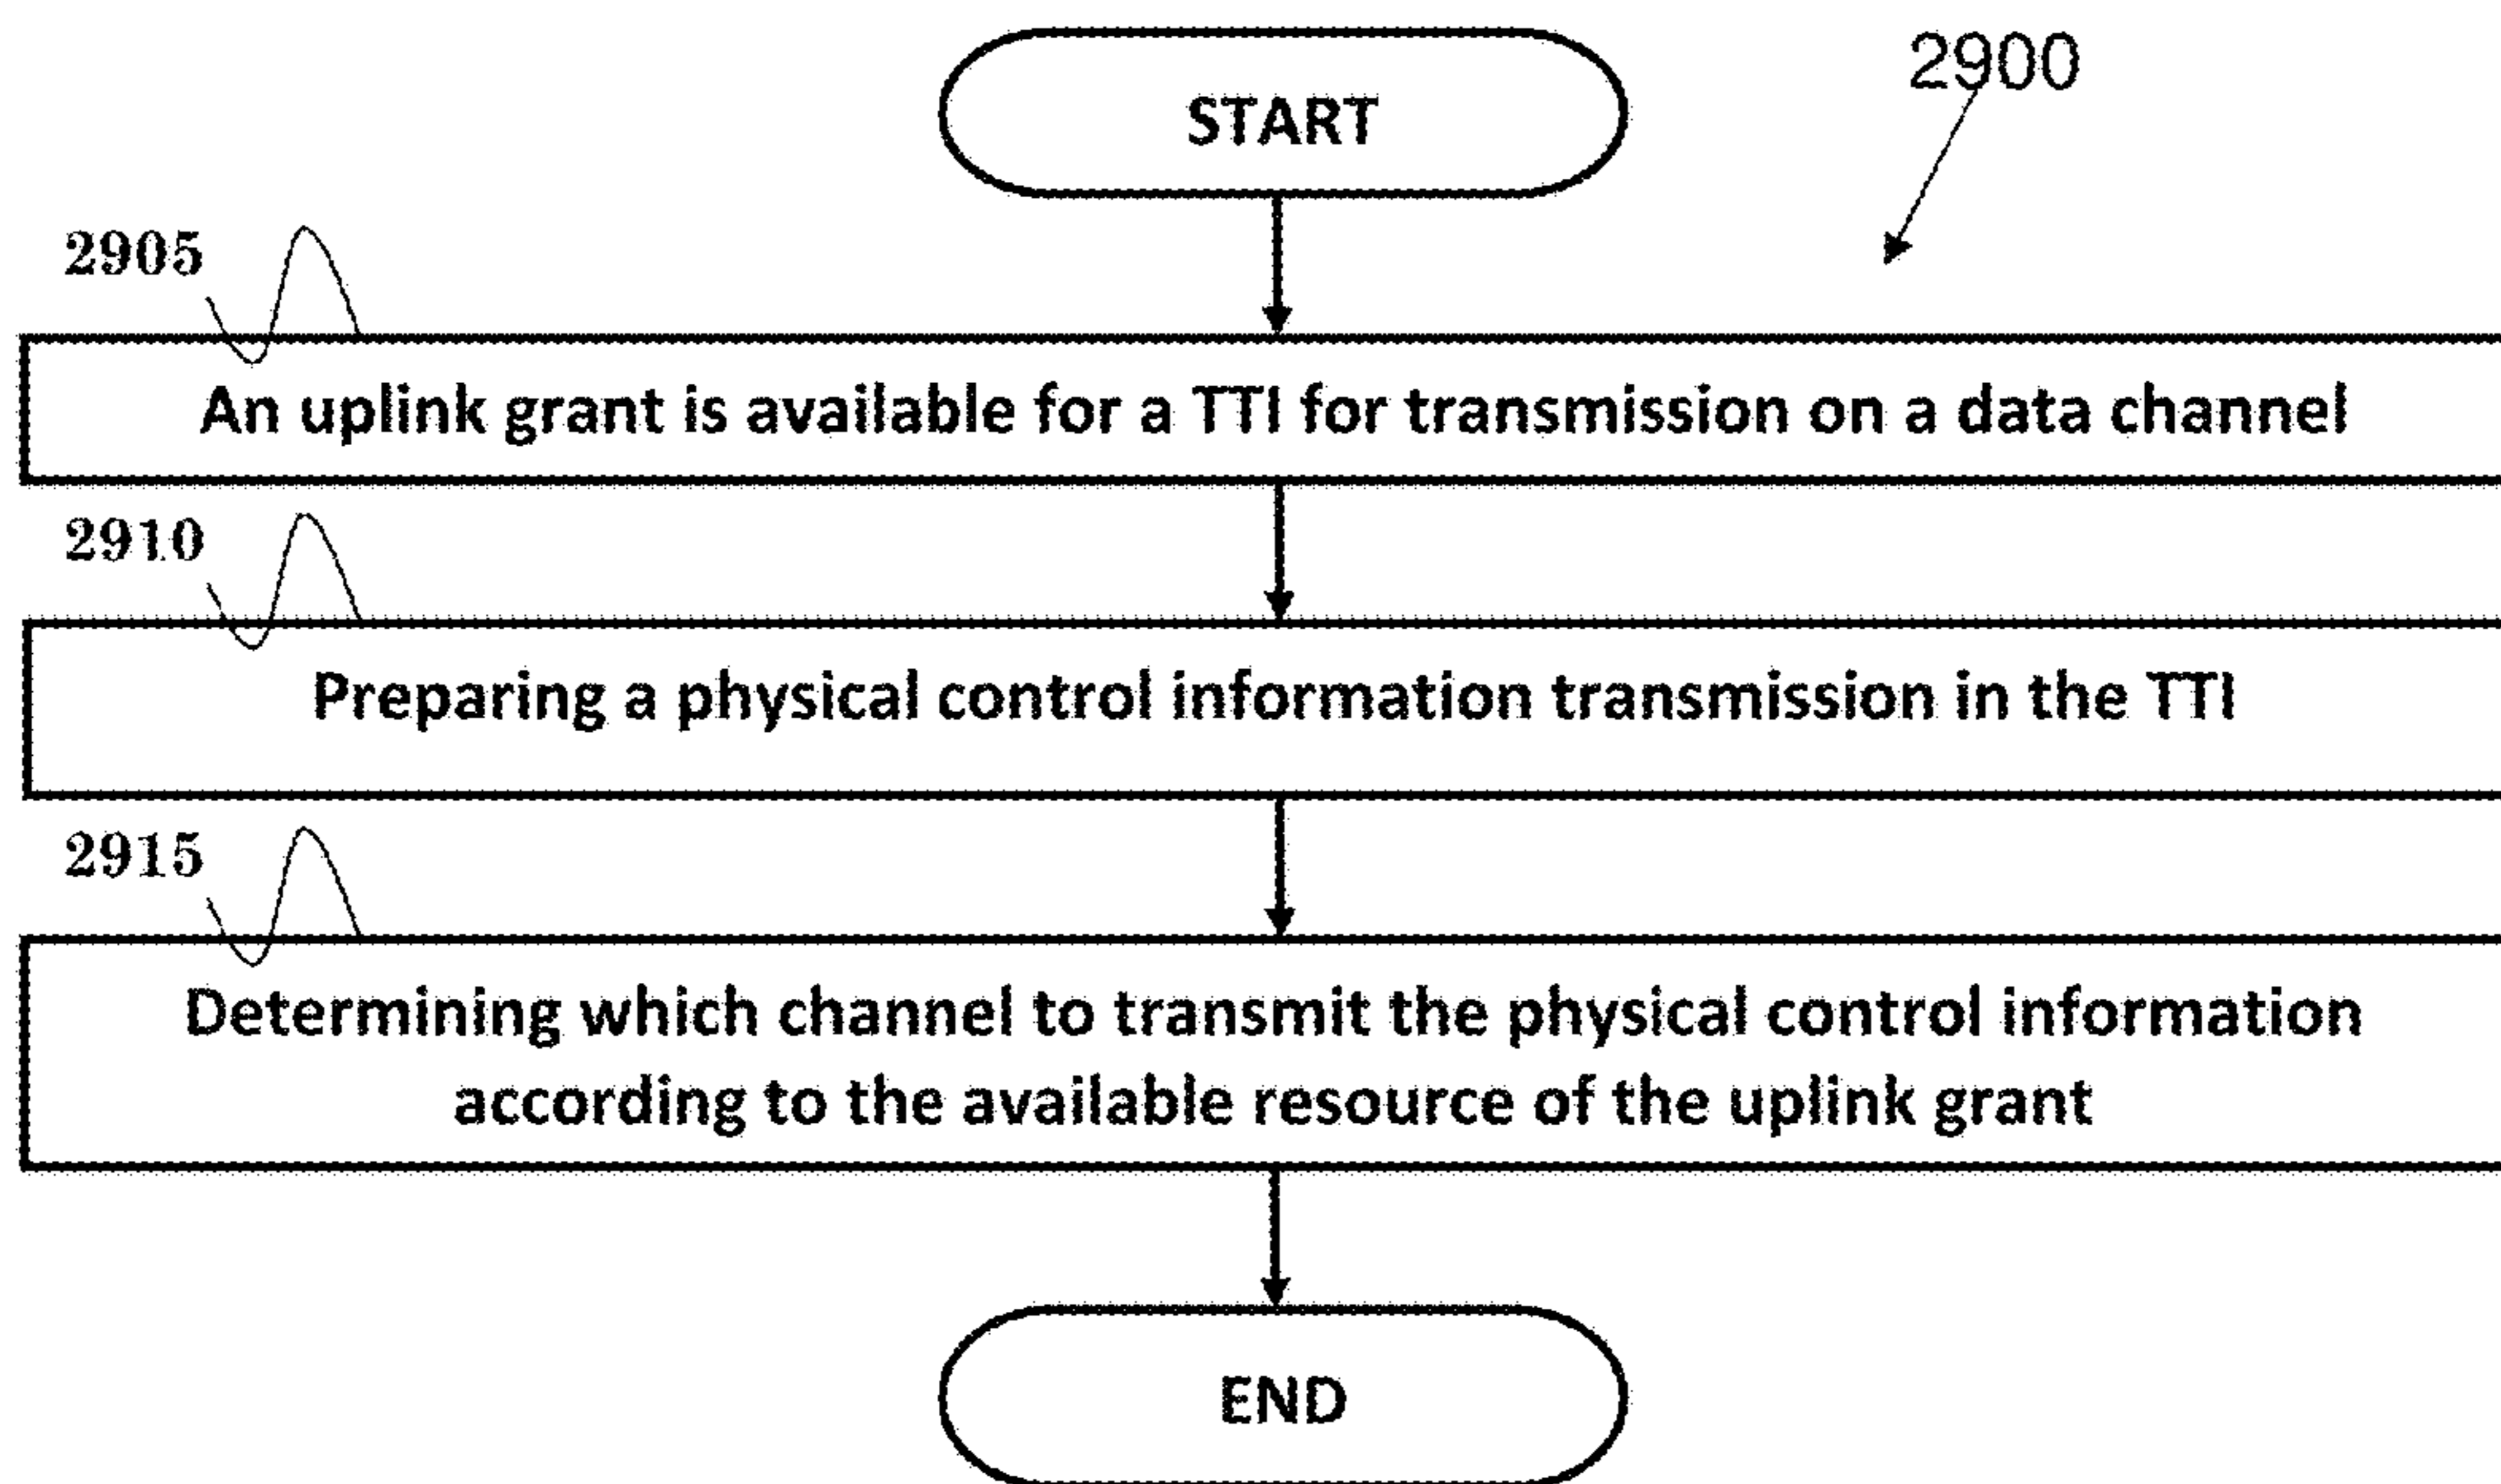 START
2900
2905
An uplink grant is available for a TTI for transmission on a data channel
2910
Preparing a physical control information transmission in the TTI
2915
Determining which channel to transmit the physical control information
according to the available resource of the uplink grant
END